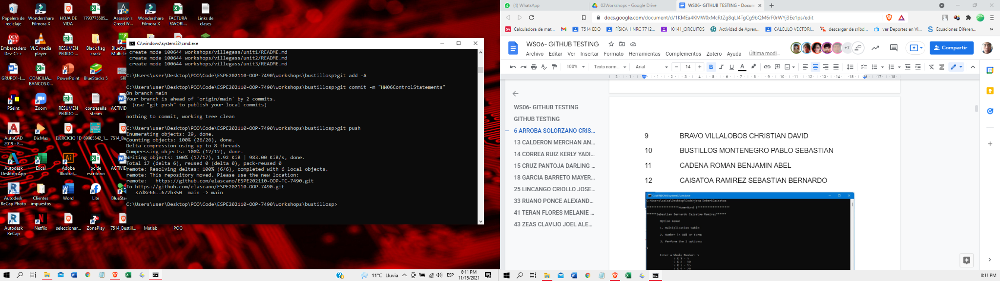 Papelera de reciclaje
Wondershare Filmora X
HOJA DE VIDA
1790775585...
Assassin's Creed IV...
Wondershare Filmora X
FACTURA FAVORI...
Links de clases
Embarcadero Dev-C++
VLC media player
RESUMEN PEDIDO ...
Black flag crack
BlueStacks Multi-In
GRUPO1-L...
CONCILIA... BANCOS 0...
PowerPoint
BlueStacks 5
SRI
PSeInt
Zoom
RESUMEN PEDIDO ...
contraseña steam
ACTIVID
AutoCAD 2019 - E...
DixMax
EJERCICIO 1D
69965542_1...
7514_Bu
Autodesk Desktop App
Excel
Adobe Illustrat...
pc de escritorio
ACTIVID
Autodesk ReCap Photo
Clientes impuestos
Word
Lite
BlueStac
Autodesk ReCap
Netflix
seleccionar...
ZonaPlay
7514_Bustill...
Matlab
POO
C:\windows\system32\cmd.exe
create mode 100644 workshops/villegass/unit1/README.md
create mode 100644 workshops/villegass/unit2/README.md
create mode 100644 workshops/villegass/unit3/README.md
C:\Users\user\Desktop\POO\Code\ESPE202110-OOP-7490\workshops\bustillosp>git add -A
C:\Users\user\Desktop\POO\Code\ESPE202110-OOP-7490\workshops\bustillosp>git commit -m "HW06ControlStatements"
On branch main
Your branch is ahead of 'origin/main' by 2 commits.
(use "git push" to publish your local commits)
nothing to commit, working tree clean
C:\Users\user\Desktop\POO\Code\ESPE202110-OOP-7490\workshops\bustillosp>git push
Enumerating objects: 29, done.
Counting objects: 100% (26/26), done.
Delta compression using up to 8 threads
Compressing objects: 100% (12/12), done.
Writing objects: 100% (17/17), 1.92 KiB | 983.00 KiB/s, done.
Total 17 (delta 6), reused 0 (delta 0), pack-reused 0
remote: Resolving deltas: 100% (6/6), completed with 6 local objects.
remote: This repository moved. Please use the new location:
remote:   https://github.com/elascano/ESPE202110-OOP-TC-7490.git
To https://github.com/elascano/ESPE202110-OOP-7490.git
37d8e66..672b350  main -> main
C:\Users\user\Desktop\POO\Code\ESPE202110-OOP-7490\workshops\bustillosp>
11°C Lluvia
ESP
8:11 PM
11/15/2021
(4) WhatsApp
02Workshops - Google Drive
WS06- GITHUB TESTING - Docum
docs.google.com/document/d/1KMEa4KMW0xMcRtZg8qLl4TgCg9bQM6rF0rWYj3Ee1ps/edit
Calculadora de mat...
7514 EDO
FÍSICA 1 NRC 7712...
10141_CIRCUITOS
Actividad de Apren...
CALCULO VECTORI...
descargar de sribd...
ver Deportes en VI...
Ecuaciones Diferen...
WS06- GITHUB TESTING
Archivo Editar Ver Insertar Formato Herramientas Complementos Zotero Ayuda Última modi...
+7
Compartir
100% Texto norm... Arial 14
WS06- GITHUB TESTING
GITHUB TESTING
6 ARROBA SOLORZANO CRIS...
13 CALDERON MERCHAN AN...
14 CORREA RUIZ KERLY YADI...
15 CRUZ PANTOJA DARLING ...
18 GARCIA BARRETO MAYER...
25 LINCANGO CRIOLLO JOSE...
33 RUANO PONCE ALEXAND...
41 TERAN FLORES MELANIE ...
43 ZEAS CLAVIJO JOEL ALE...
9 BRAVO VILLALOBOS CHRISTIAN DAVID
10 BUSTILLOS MONTENEGRO PABLO SEBASTIAN
11 CADENA ROMAN BENJAMIN ABEL
12 CAISATOA RAMIREZ SEBASTIAN BERNARDO
C:\WINDOWS\system32\cmd.exe
C:\Users\caisa\Desktop\Code>java Deber1Caisatoa
*******************HomerWord 1*******************
******Sebastian Bernardo Caisatoa Ramirez******
Option menu:
1. Multiplication table:
2. Number is Odd or Even:
3. Perform the 2 options:
Enter a Whole Number: 5
5 X 1 - 5
5 X 2 - 10
5 X 3 - 15
5 X 4 - 20
8:11 PM